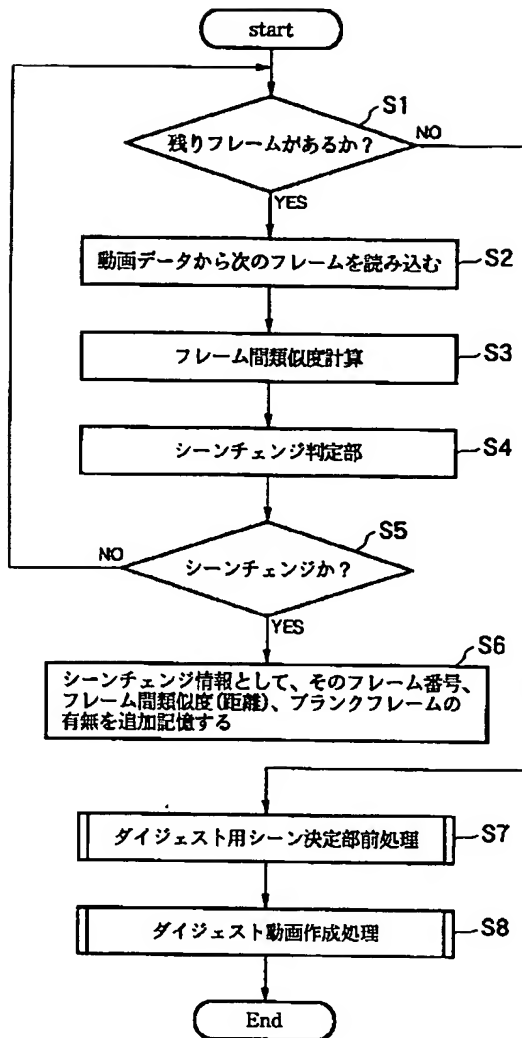 start
S1
残りフレームがあるか?
NO
YES
動画データから次のフレームを読み込む
S2
フレーム間類似度計算
S3
シーンチェンジ判定部
S4
S5
NO
シーンチェンジか?
YES
S6
シーンチェンジ情報として、そのフレーム番号、
フレーム間類似度(距離)、ブランクフレームの
有無を追加記憶する
ダイジェスト用シーン決定部前処理
S7
ダイジェスト動画作成処理
S8
End